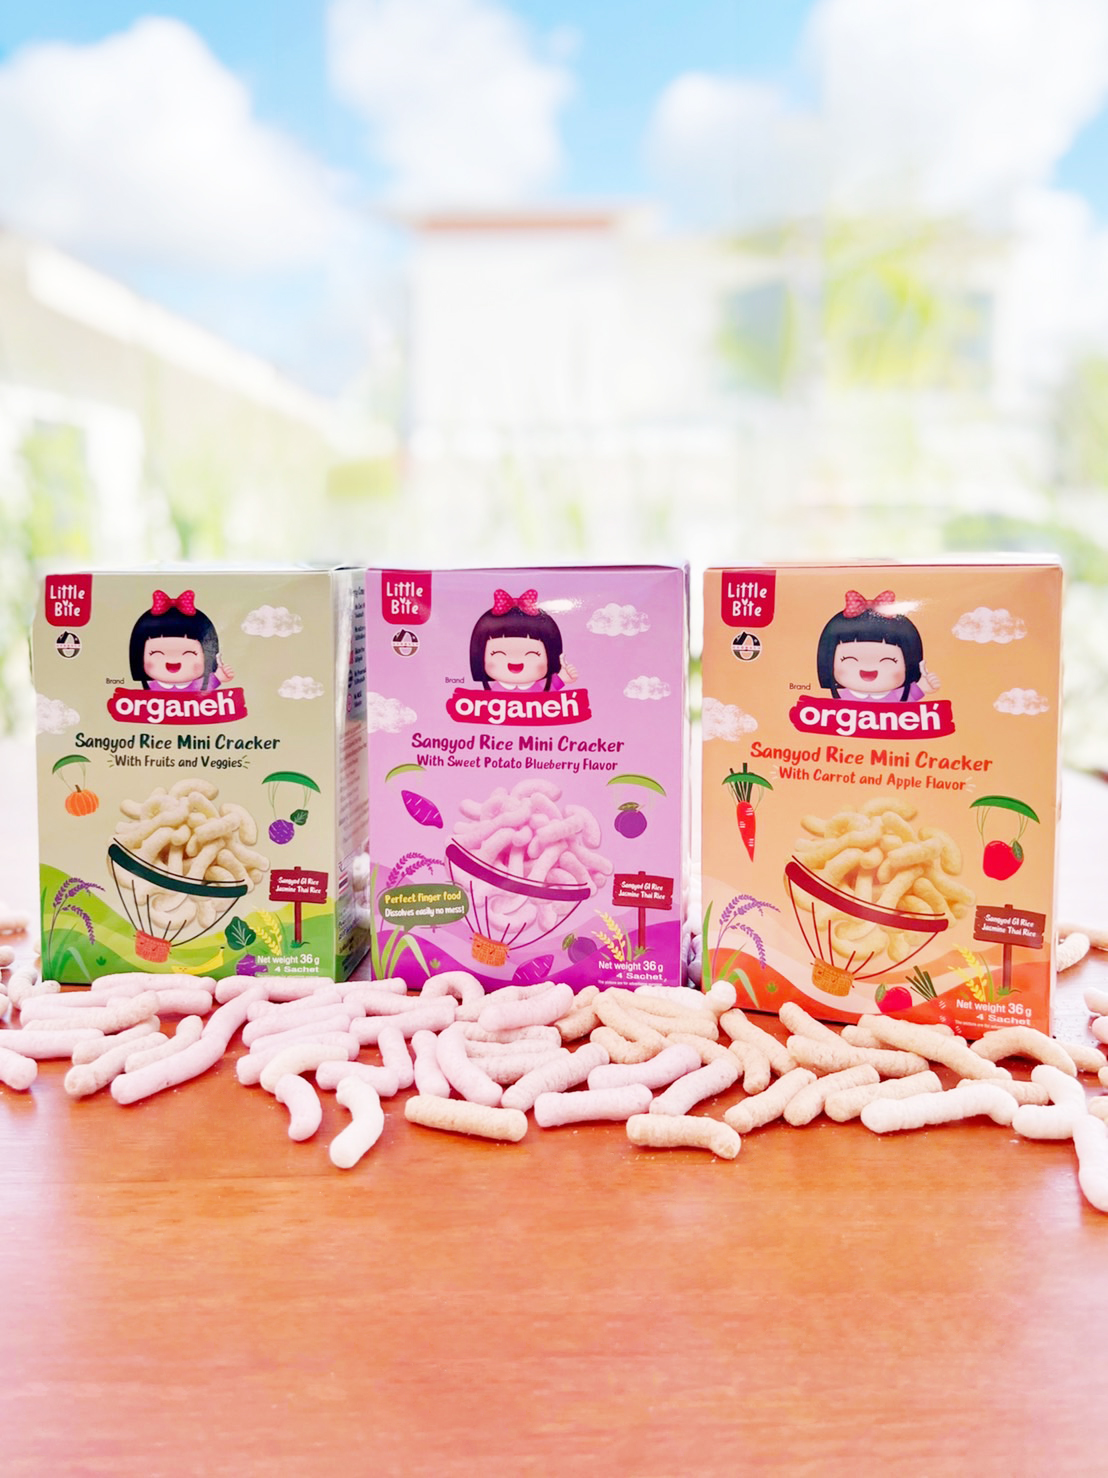 Little
Bite
Brand
organeh
Sangyod Rice Mini Cracker
With Fruits and Veggies
Sangyod GI Rice
Jasmine Thai Rice
Net weight 36 g
4 Sachet
Little
Bite
Brand
organeh
Sangyod Rice Mini Cracker
With Sweet Potato Blueberry Flavor
Perfect finger food
Dissolves easily no mess!
Sangyod GI Rice
Jasmine Thai Rice
Net weight 36 g
4 Sachet
Little
Bite
Brand
organeh
Sangyod Rice Mini Cracker
With Carrot and Apple Flavor
Sangyod GI Rice
Jasmine Thai Rice
Net weight 36 g
4 Sachet